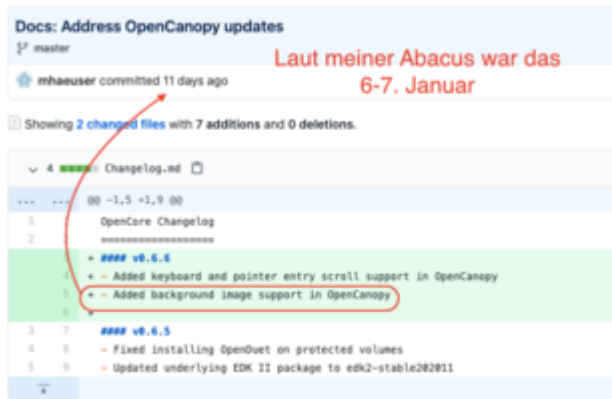 Docs: Address OpenCanopy updates
master
Laut meiner Abacus war das
6-7. Januar
mhaeuser committed 11 days ago
Showing 2 changed files with 7 additions and 0 deletions.
4 Changelog.md
... ... @@ -1,5 +1,9 @@
1 OpenCore Changelog
2 ==================
+ #### v0.6.6
4 + - Added keyboard and pointer entry scroll support in OpenCanopy
5 + - Added background image support in OpenCanopy
6 +
3 7 #### v0.6.5
4 8 - Fixed installing OpenDuet on protected volumes
5 9 - Updated underlying EDK II package to edk2-stable202011